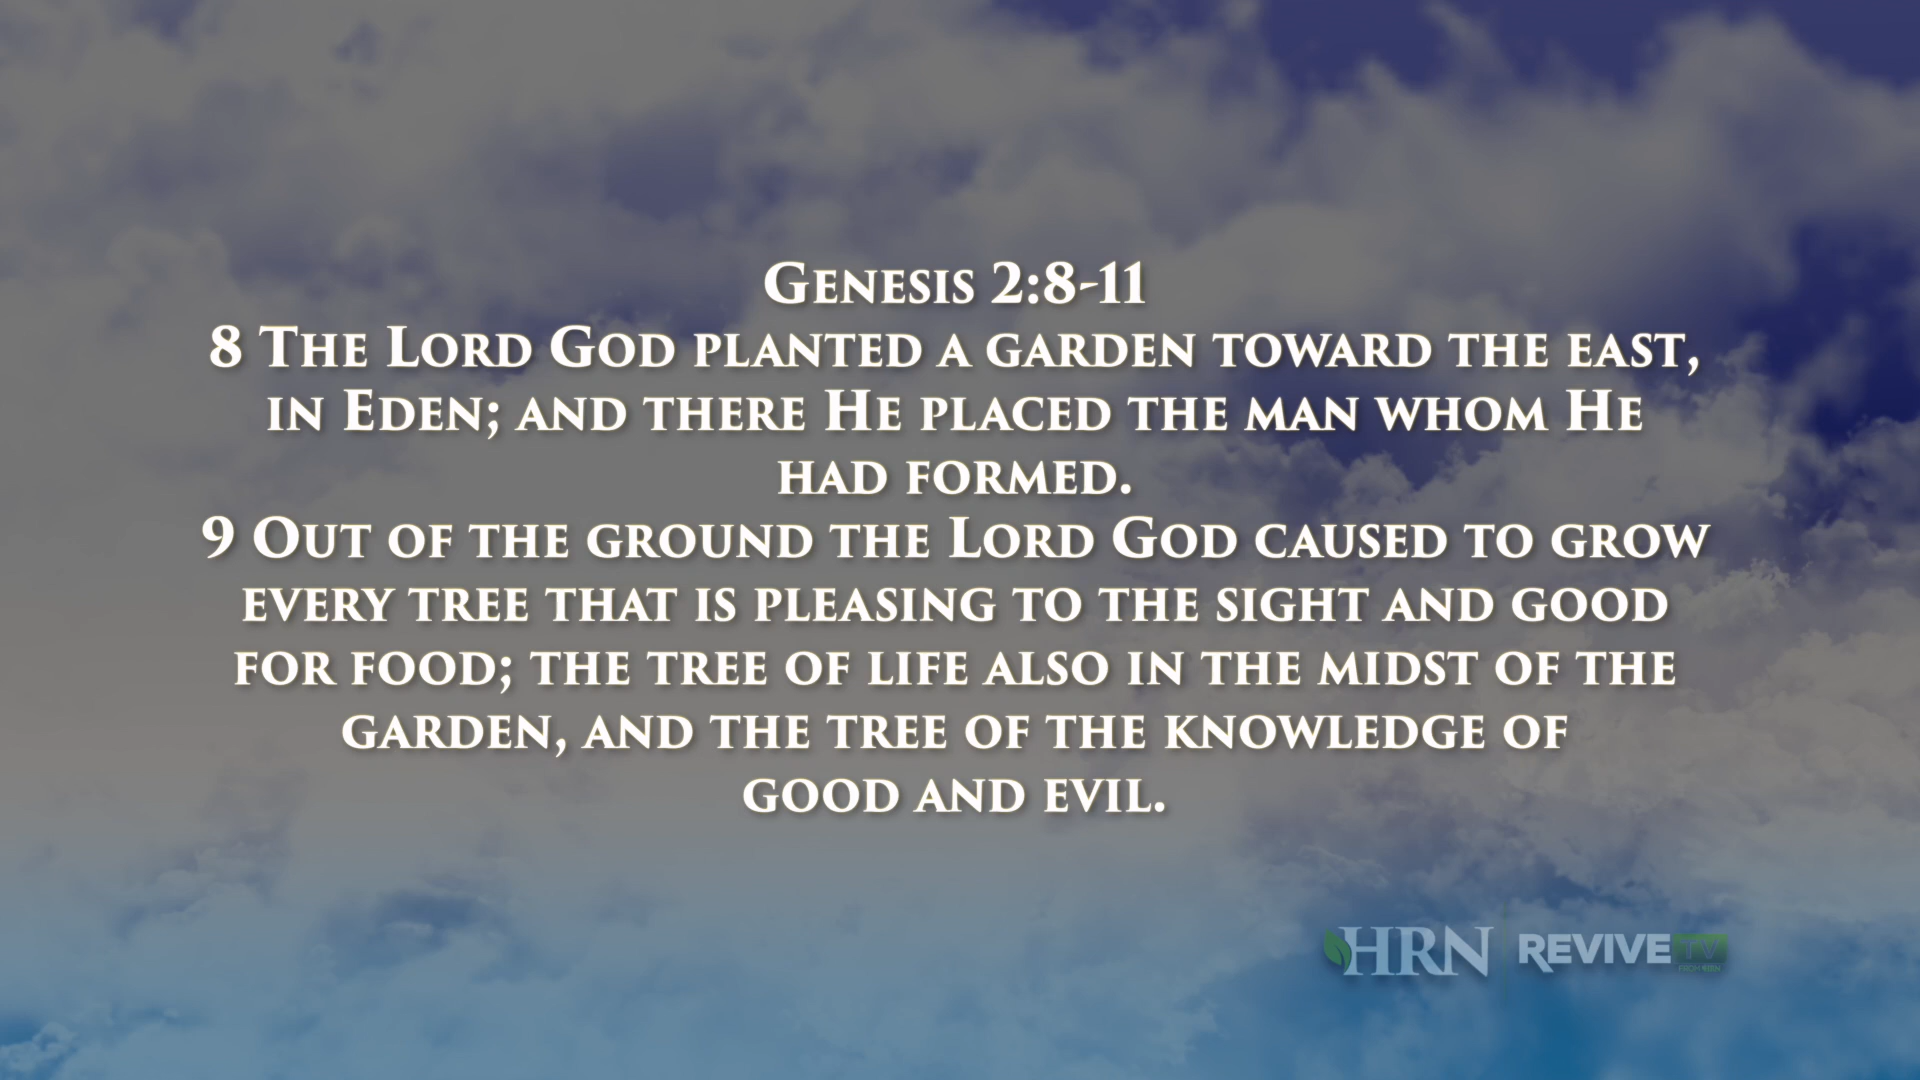 Genesis 2:8-11
8 The Lord God planted a garden toward the east,
in Eden; and there He placed the man whom He
had formed.
9 Out of the ground the Lord God caused to grow
every tree that is pleasing to the sight and good
for food; the tree of life also in the midst of the
garden, and the tree of the knowledge of
good and evil.
HRN REVIVE TV
FROM HRN